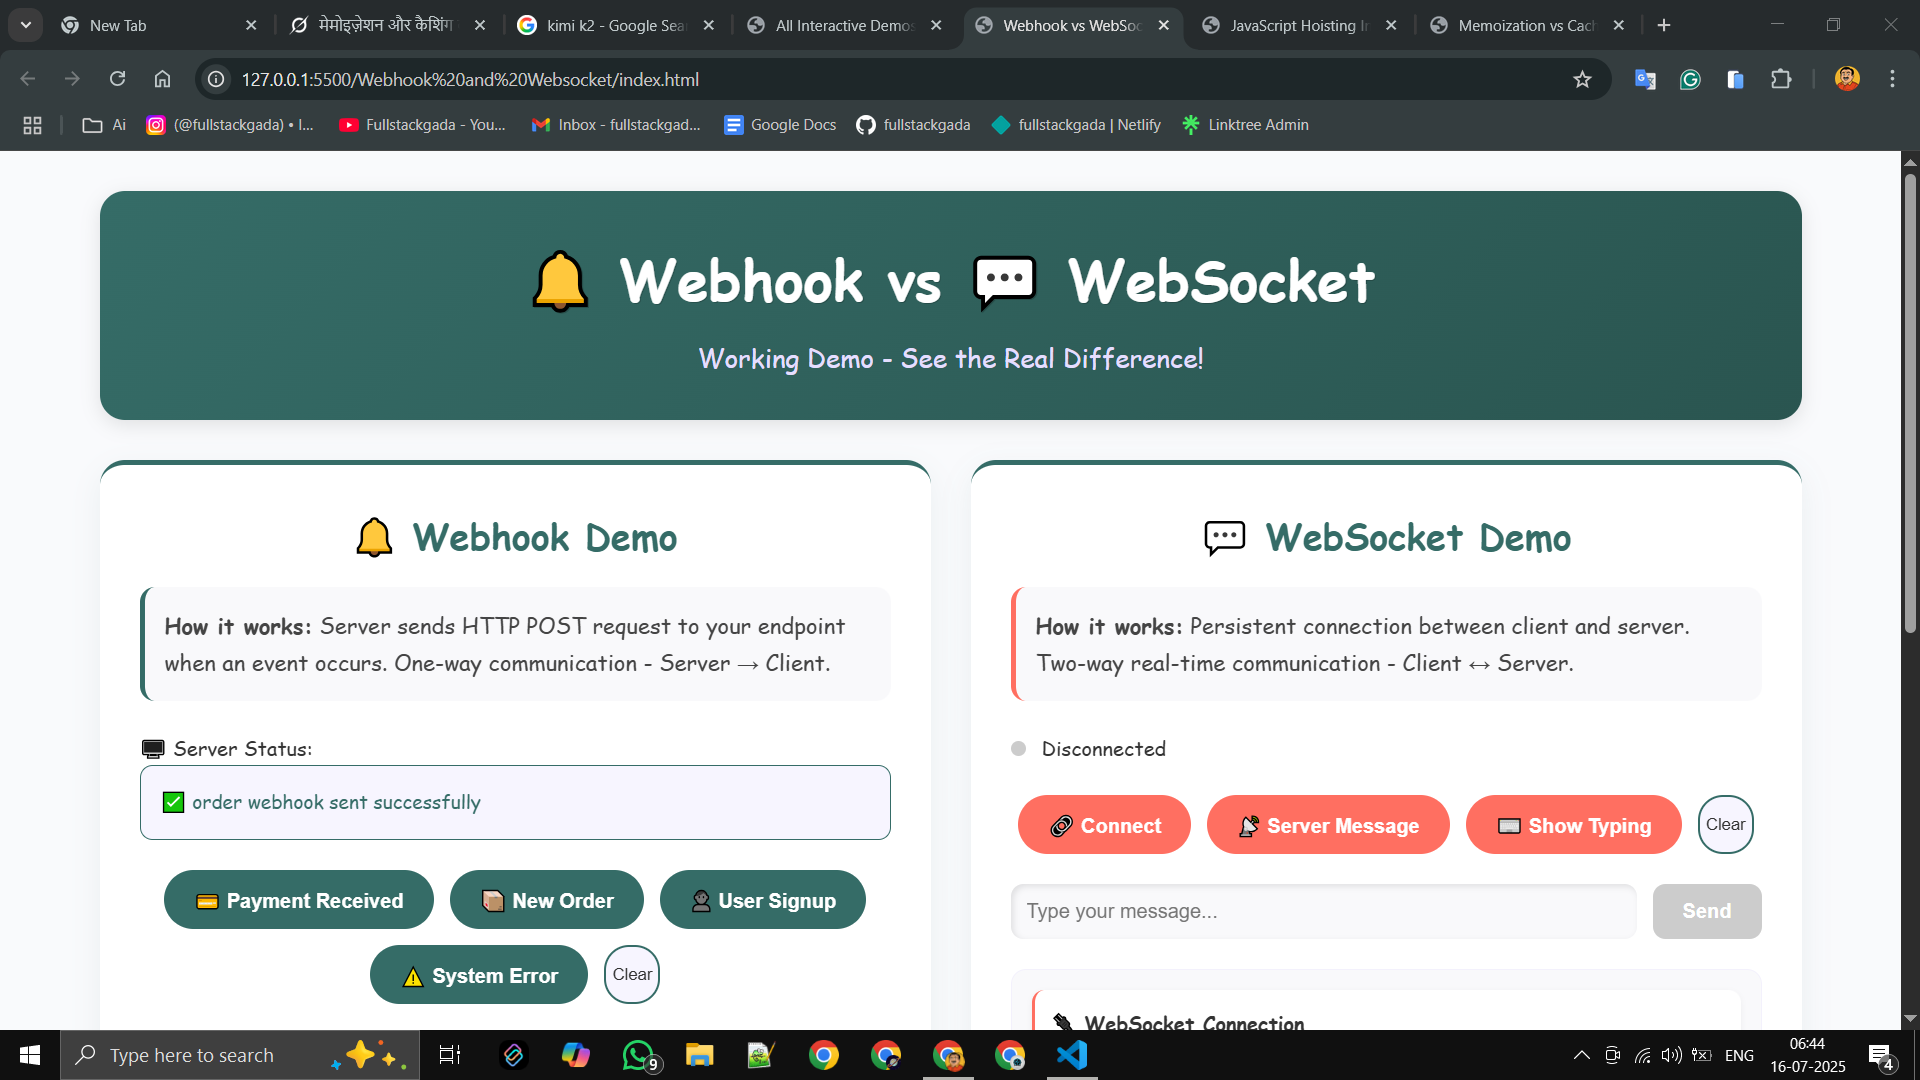 New Tab
मेमोइज़ेशन और कैशिंग
kimi k2 - Google Sea
All Interactive Demos
Webhook vs WebSoc
JavaScript Hoisting In
Memoization vs Cach
127.0.0.1:5500/Webhook%20and%20Websocket/index.html
Ai
(@fullstackgada) • I...
Fullstackgada - You...
Inbox - fullstackgad...
Google Docs
fullstackgada
fullstackgada | Netlify
Linktree Admin
Webhook vs WebSocket
Working Demo - See the Real Difference!
Webhook Demo
How it works: Server sends HTTP POST request to your endpoint
when an event occurs. One-way communication - Server → Client.
Server Status:
order webhook sent successfully
Payment Received
New Order
User Signup
System Error
Clear
WebSocket Demo
How it works: Persistent connection between client and server.
Two-way real-time communication - Client ↔ Server.
Disconnected
Connect
Server Message
Show Typing
Clear
Type your message...
Send
WebSocket Connection
Type here to search
9
ENG
06:44
16-07-2025
4